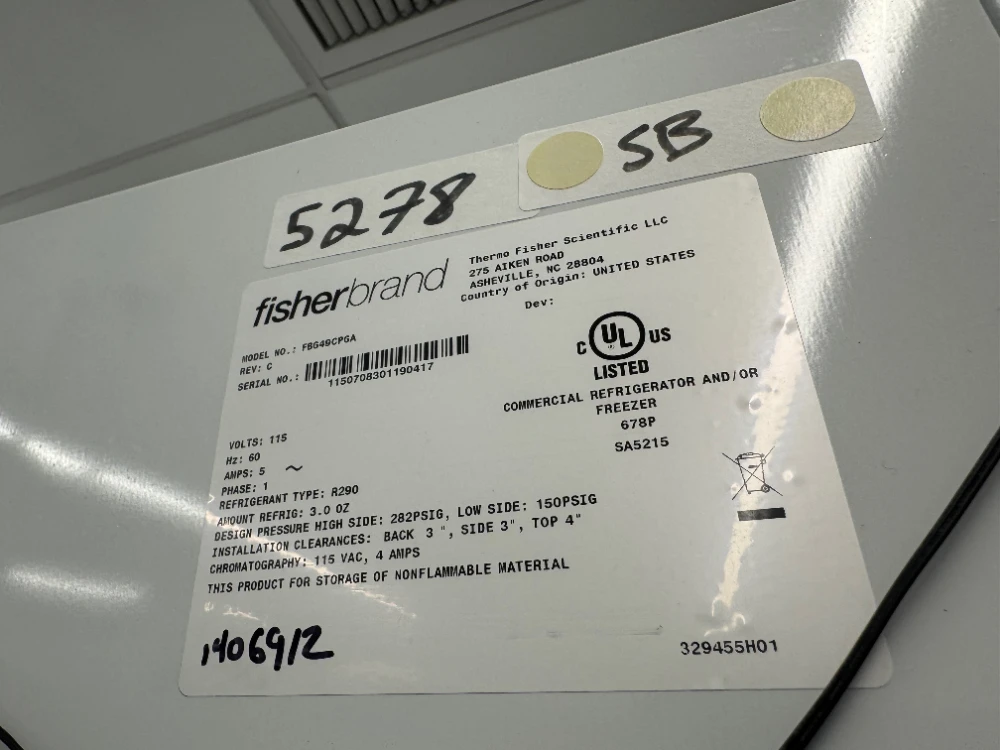 5278
SB
fisherbrand
Thermo Fisher Scientific LLC
275 AIKEN ROAD
ASHEVILLE, NC 28804
Country of Origin: UNITED STATES
Dev:
MODEL NO.: FBG49CPGA
REV: C
SERIAL NO.:
1150708301190417
C UL US
LISTED
COMMERCIAL REFRIGERATOR AND/OR
FREEZER
678P
SA5215
VOLTS: 115
Hz: 60
AMPS: 5 ~
PHASE: 1
REFRIGERANT TYPE: R290
AMOUNT REFRIG: 3.0 OZ
DESIGN PRESSURE HIGH SIDE: 282PSIG, LOW SIDE: 150PSIG
INSTALLATION CLEARANCES: BACK 3 ", SIDE 3", TOP 4"
CHROMATOGRAPHY: 115 VAC, 4 AMPS
THIS PRODUCT FOR STORAGE OF NONFLAMMABLE MATERIAL
1406912
329455H01